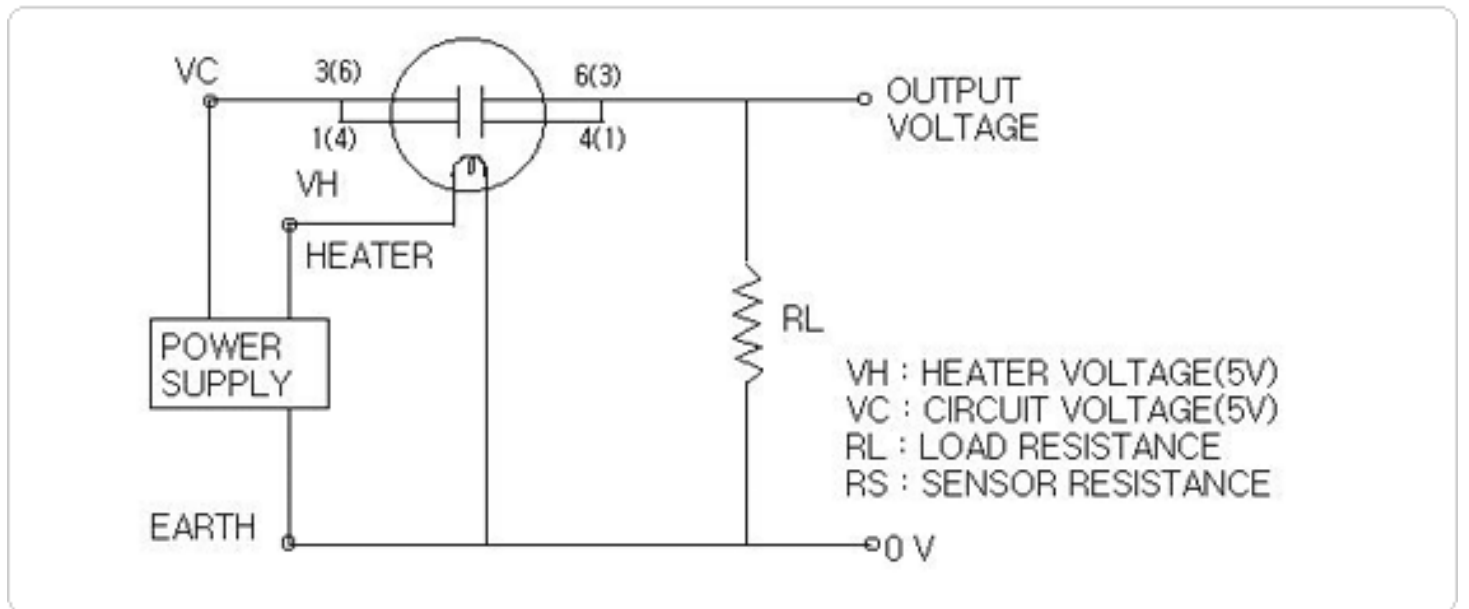 VC
3(6)
6(3)
OUTPUT
VOLTAGE
1(4)
4(1)
VH
HEATER
POWER
SUPPLY
RL
VH : HEATER VOLTAGE(5V)
VC : CIRCUIT VOLTAGE(5V)
RL : LOAD RESISTANCE
RS : SENSOR RESISTANCE
EARTH
0 V